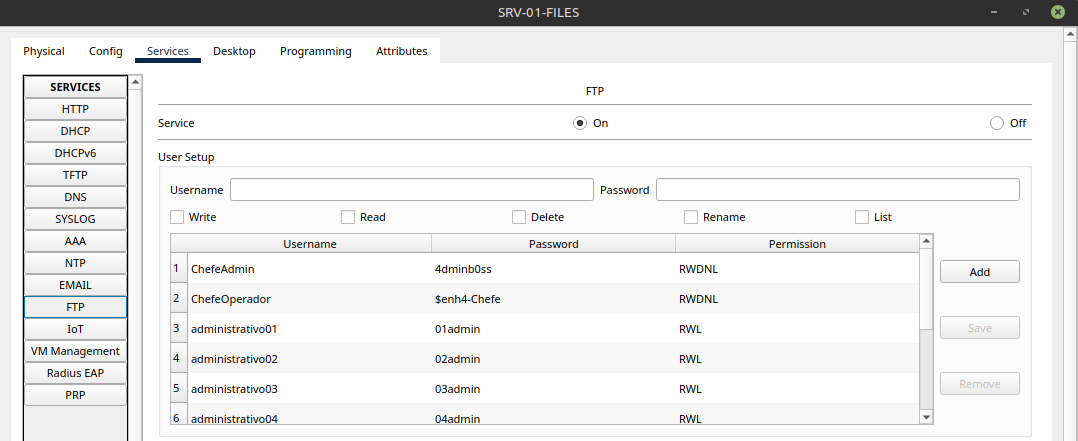 SRV-01-FILES
Physical Config Services Desktop Programming Attributes
SERVICES
HTTP
DHCP
DHCPv6
TFTP
DNS
SYSLOG
AAA
NTP
EMAIL
FTP
IoT
VM Management
Radius EAP
PRP
FTP
Service On Off
User Setup
Username Password
Write Read Delete Rename List
Username Password Permission
1 ChefeAdmin 4dminb0ss RWDNL
2 ChefeOperador $enh4-Chefe RWDNL
3 administrativo01 01admin RWL
4 administrativo02 02admin RWL
5 administrativo03 03admin RWL
6 administrativo04 04admin RWL
Add
Save
Remove